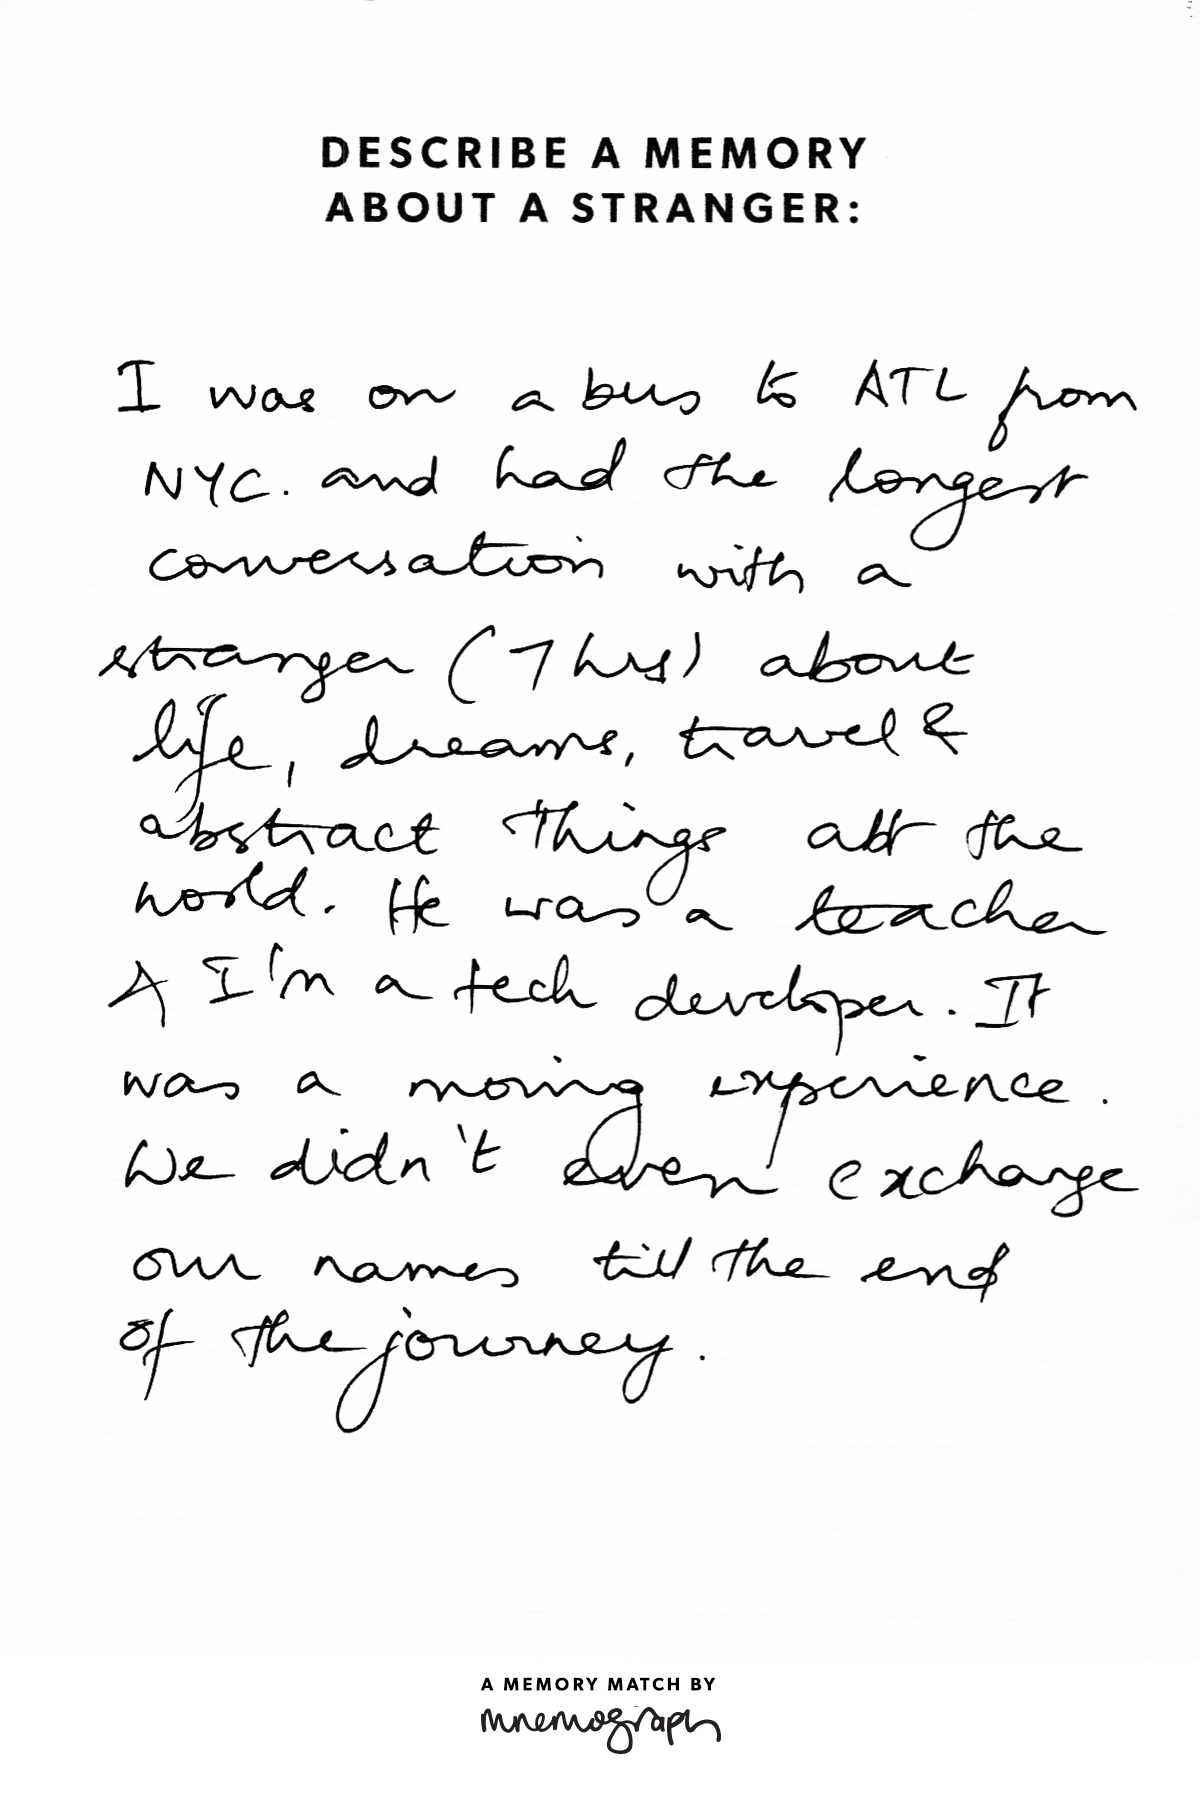 DESCRIBE A MEMORY
ABOUT A STRANGER:
I was on a bus to ATL from
NYC. and had the longest
conversation with a
stranger (7 hrs) about
life, dreams, travel &
abstract things abt the
world. He was a teacher
& I'm a tech developer. It
was a moving experience.
We didn't even exchange
our names till the end
of the journey.
A MEMORY MATCH BY
mnemograph